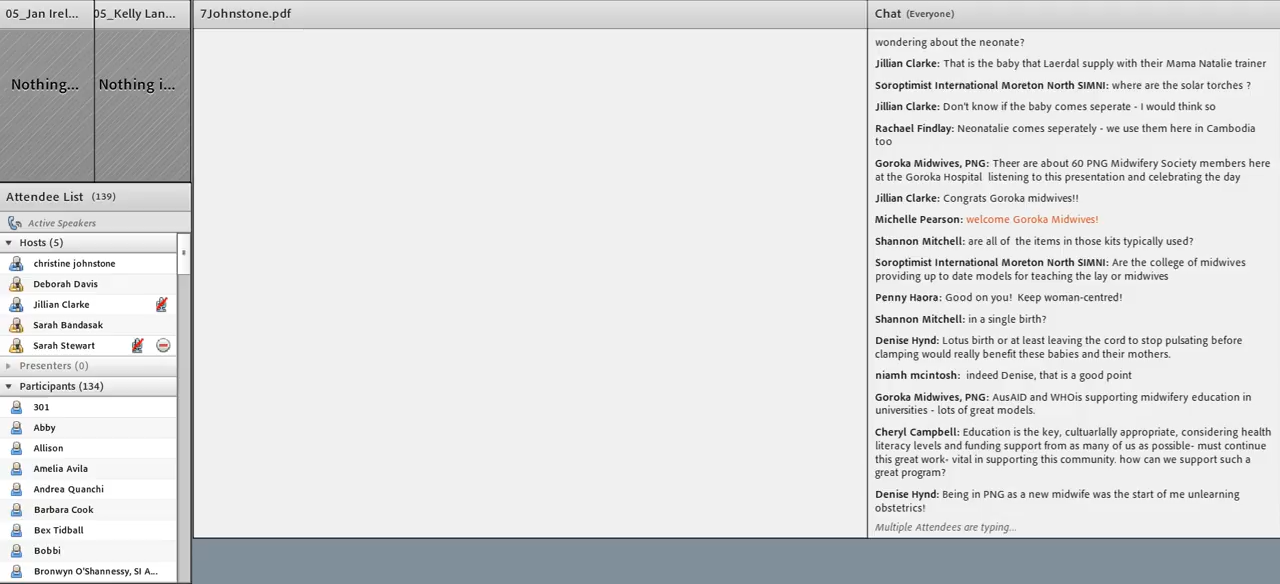 05_Jan Irel...
05_Kelly Lan...
Nothing...
Nothing i...
Attendee List (139)
Active Speakers
Hosts (5)
christine johnstone
Deborah Davis
Jillian Clarke
Sarah Bandasak
Sarah Stewart
Presenters (0)
Participants (134)
301
Abby
Allison
Amelia Avila
Andrea Quanchi
Barbara Cook
Bex Tidball
Bobbi
Bronwyn O'Shannessy, SI A...
7Johnstone.pdf
Chat (Everyone)
wondering about the neonate?
Jillian Clarke: That is the baby that Laerdal supply with their Mama Natalie trainer
Soroptimist International Moreton North SIMNI: where are the solar torches ?
Jillian Clarke: Don't know if the baby comes seperate - I would think so
Rachael Findlay: Neonatalie comes seperately - we use them here in Cambodia
too
Goroka Midwives, PNG: Theer are about 60 PNG Midwifery Society members here
at the Goroka Hospital listening to this presentation and celebrating the day
Jillian Clarke: Congrats Goroka midwives!!
Michelle Pearson: welcome Goroka Midwives!
Shannon Mitchell: are all of the items in those kits typically used?
Soroptimist International Moreton North SIMNI: Are the college of midwives
providing up to date models for teaching the lay or midwives
Penny Haora: Good on you! Keep woman-centred!
Shannon Mitchell: in a single birth?
Denise Hynd: Lotus birth or at least leaving the cord to stop pulsating before
clamping would really benefit these babies and their mothers.
niamh mcintosh: indeed Denise, that is a good point
Goroka Midwives, PNG: AusAID and WHOis supporting midwifery education in
universities - lots of great models.
Cheryl Campbell: Education is the key, cultuarlally appropriate, considering health
literacy levels and funding support from as many of us as possible- must continue
this great work- vital in supporting this community. how can we support such a
great program?
Denise Hynd: Being in PNG as a new midwife was the start of me unlearning
obstetrics!
Multiple Attendees are typing...